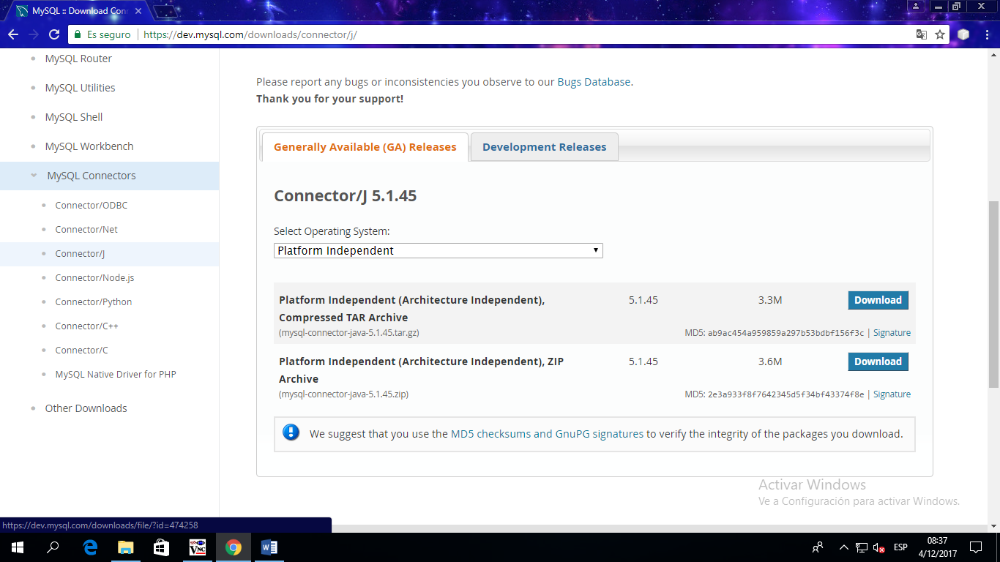 MySQL :: Download Con
Es seguro
https://dev.mysql.com/downloads/connector/j/
MySQL Router
MySQL Utilities
MySQL Shell
MySQL Workbench
MySQL Connectors
Connector/ODBC
Connector/Net
Connector/J
Connector/Node.js
Connector/Python
Connector/C++
Connector/C
MySQL Native Driver for PHP
Other Downloads
Please report any bugs or inconsistencies you observe to our Bugs Database.
Thank you for your support!
Generally Available (GA) Releases
Development Releases
Connector/J 5.1.45
Select Operating System:
Platform Independent
Platform Independent (Architecture Independent), 5.1.45 3.3M Download
Compressed TAR Archive
(mysql-connector-java-5.1.45.tar.gz) MD5: ab9ac454a959859a297b53bdbf156f3c | Signature
Platform Independent (Architecture Independent), ZIP 5.1.45 3.6M Download
Archive
(mysql-connector-java-5.1.45.zip) MD5: 2e3a933f8f7642345d5f34bf43374f8e | Signature
We suggest that you use the MD5 checksums and GnuPG signatures to verify the integrity of the packages you download.
Activar Windows
Ve a Configuración para activar Windows.
https://dev.mysql.com/downloads/file/?id=474258
VNC
ESP
08:37
4/12/2017